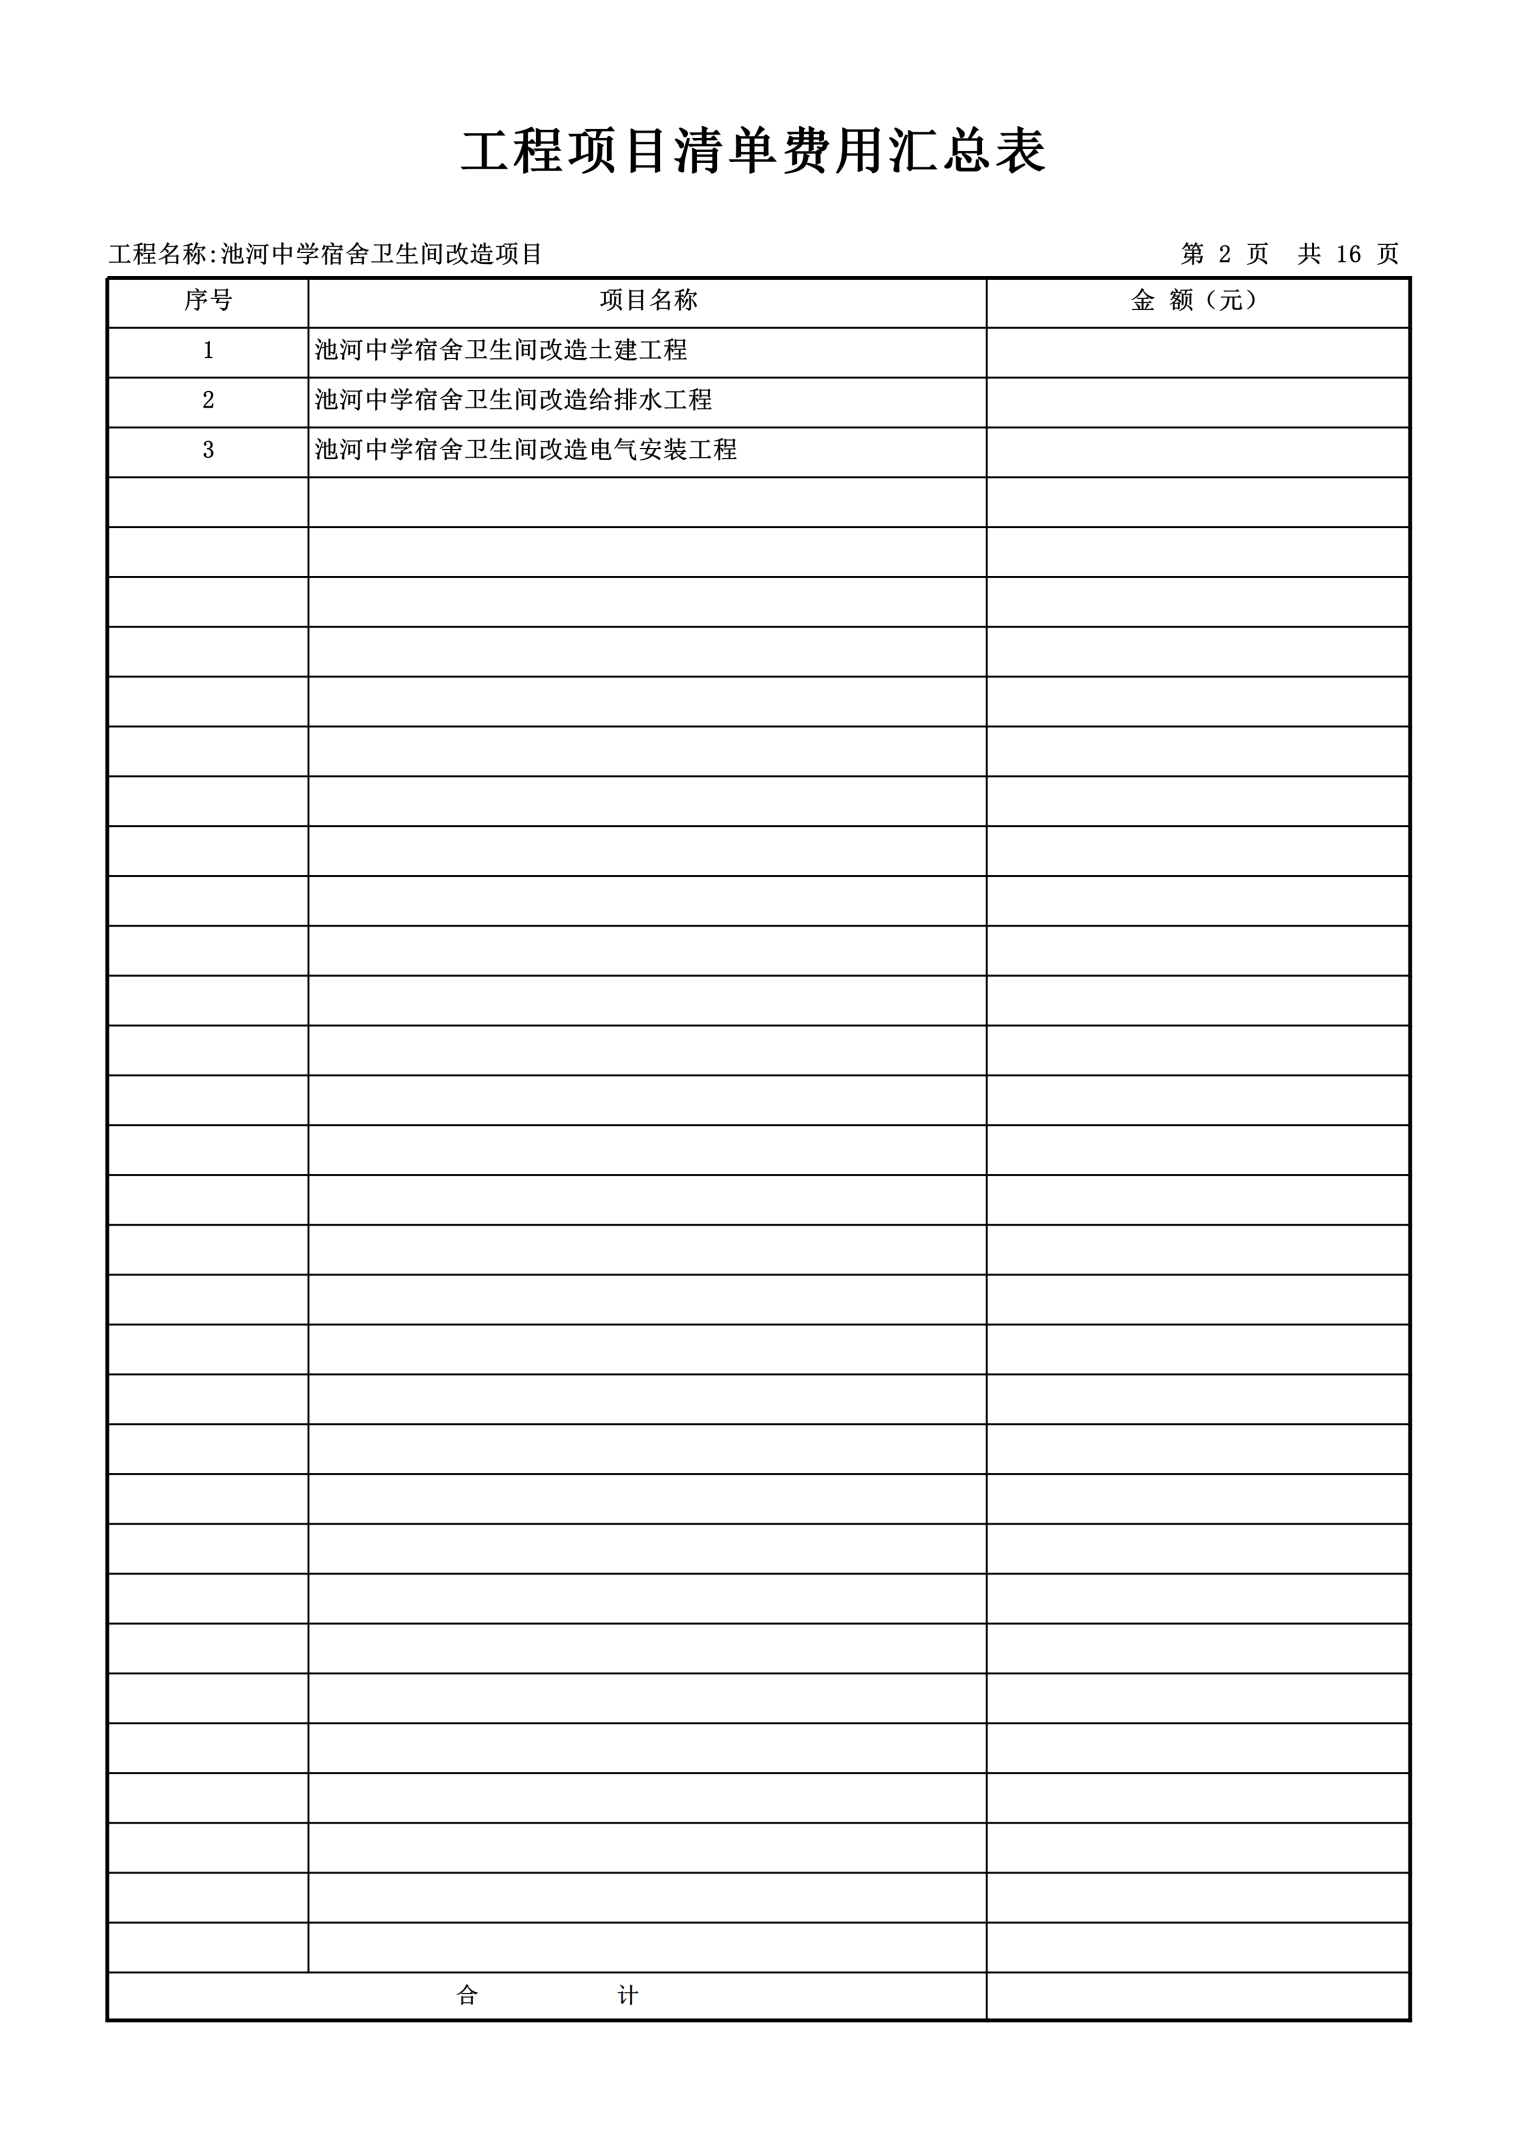 工程项目清单费用汇总表
工程名称:池河中学宿舍卫生间改造项目 第 2 页 共 16 页
序号 项目名称 金 额（元）
1 池河中学宿舍卫生间改造土建工程
2 池河中学宿舍卫生间改造给排水工程
3 池河中学宿舍卫生间改造电气安装工程
合 计